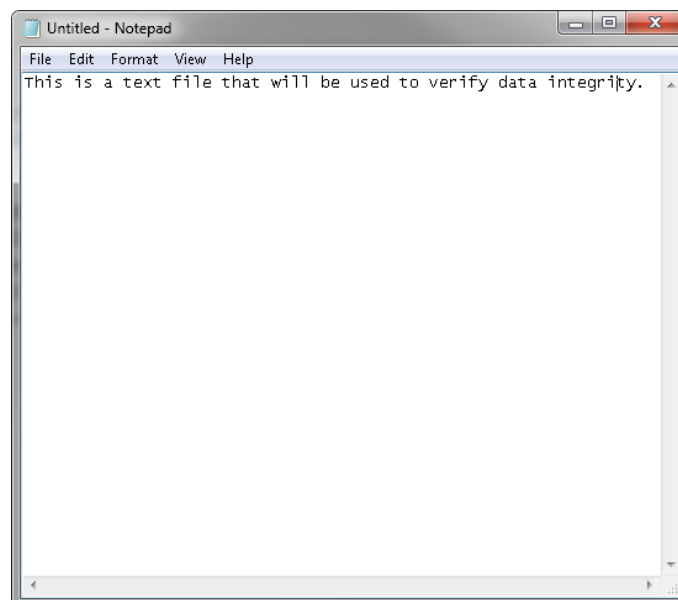 Untitled - Notepad
File Edit Format View Help
This is a text file that will be used to verify data integrity.